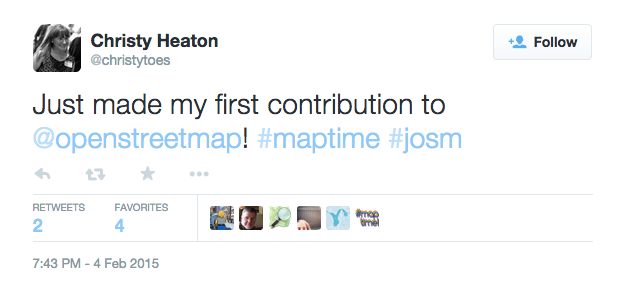 Christy Heaton
@christytoes
Follow
Just made my first contribution to
@openstreetmap! #maptime #josm
RETWEETS FAVORITES
2 4
#map
time!
7:43 PM - 4 Feb 2015